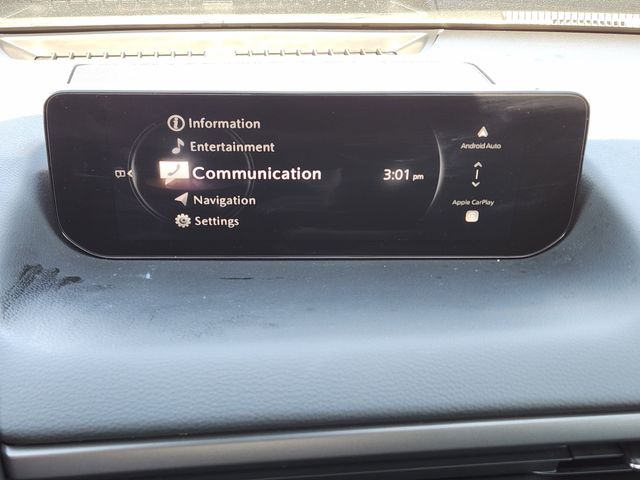 Information
Entertainment
Communication
Navigation
Settings
3:01 pm
Android Auto
Apple CarPlay